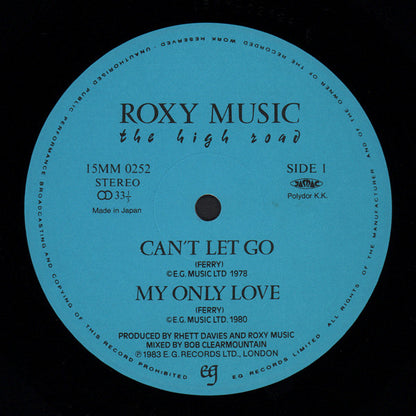 ALL RIGHTS OF THE MANUFACTURER AND OF THE OWNER OF THE RECORDED WORK RESERVED · UNAUTHORISED PUBLIC PERFORMANCE BROADCASTING AND COPYING OF THIS RECORD PROHIBITED
ROXY MUSIC
the high road
15MM 0252
SIDE 1
STEREO
33⅓
JASRAC
Made in Japan
Polydor K.K.
CAN'T LET GO
(FERRY)
©E.G. MUSIC LTD. 1978
MY ONLY LOVE
(FERRY)
©E.G. MUSIC LTD. 1980
PRODUCED BY RHETT DAVIES AND ROXY MUSIC
MIXED BY BOB CLEARMOUNTAIN
℗1983 E.G. RECORDS LTD., LONDON
eg
EG RECORDS LIMITED